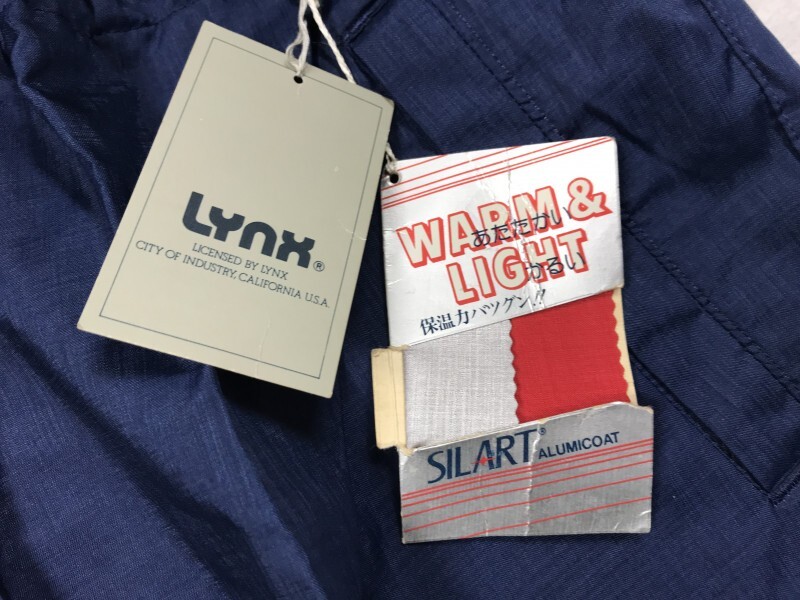 Lynx®
LICENSED BY LYNX
CITY OF INDUSTRY, CALIFORNIA U.S.A.
WARM &
あたたかい
LIGHT
かるい
保温力バツグン!!
SILART® ALUMICOAT